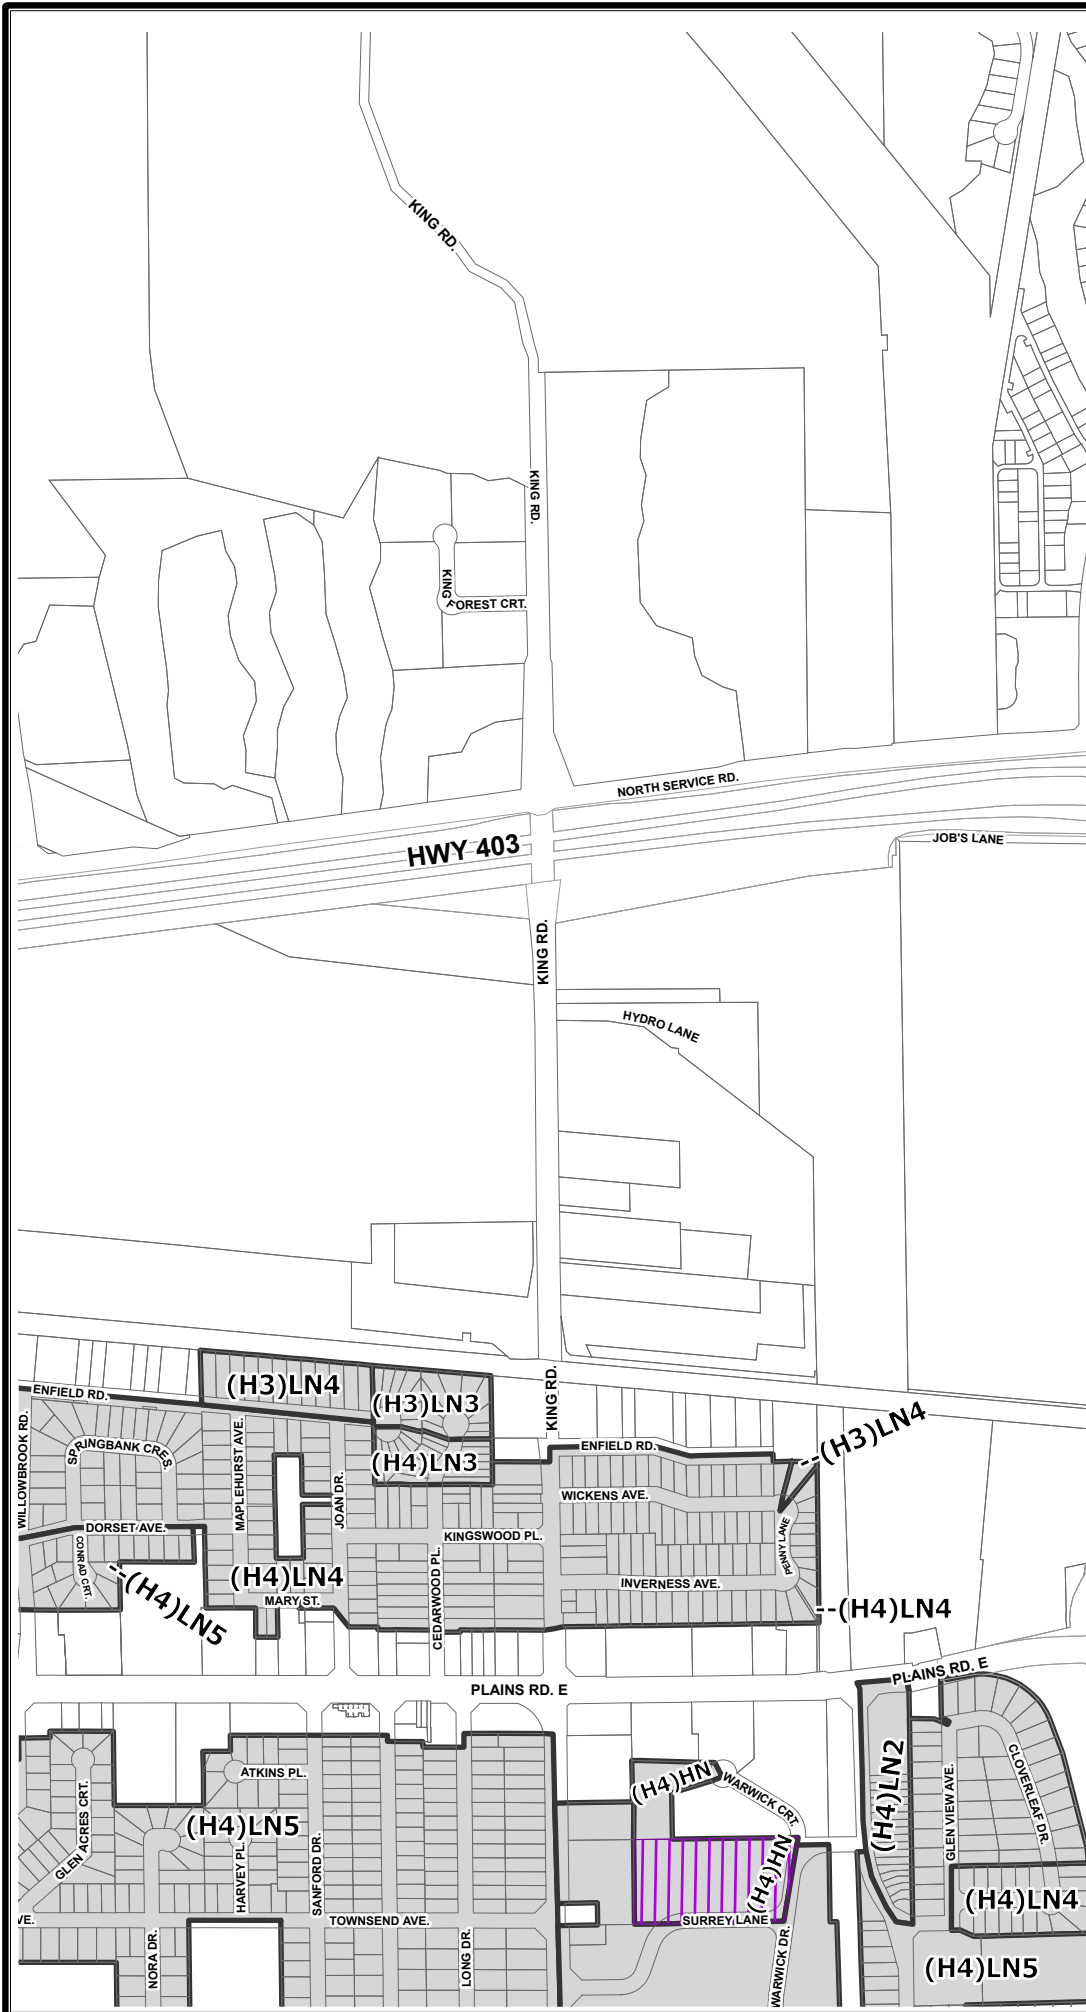 KING RD.
KING RD.
KING
FOREST CRT.
NORTH SERVICE RD.
HWY 403
JOB'S LANE
KING RD.
HYDRO LANE
KING RD.
(H3)LN4
(H3)LN3
ENFIELD RD.
(H4)LN3
ENFIELD RD.
--(H3)LN4
WILLOWBROOK RD.
SPRINGBANK CRES.
MAPLEHURST AVE.
JOAN DR.
WICKENS AVE.
DORSET AVE.
KINGSWOOD PL.
PENNY LANE
CONRAD CRT.
--(H4)LN5
(H4)LN4
MARY ST.
CEDARWOOD PL.
INVERNESS AVE.
--(H4)LN4
PLAINS RD. E
PLAINS RD. E
ATKINS PL.
GLEN ACRES CRT.
(H4)LN5
HARVEY PL.
SANFORD DR.
(H4)HN
WARWICK CRT.
(H4)LN2
GLEN VIEW AVE.
CLOVERLEAF DR.
(H4)HN
(H4)LN4
VE.
TOWNSEND AVE.
SURREY LANE
NORA DR.
LONG DR.
WARWICK DR.
(H4)LN5